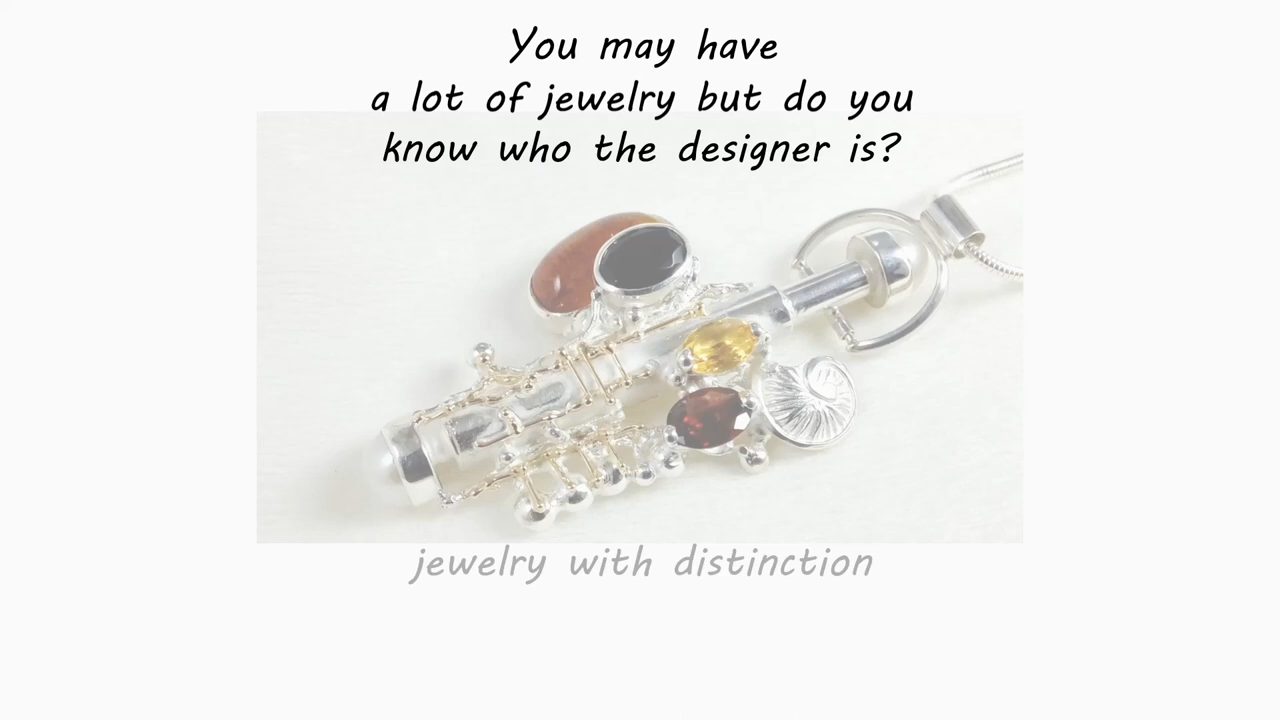 You may have
a lot of jewelry but do you
know who the designer is?
jewelry with distinction